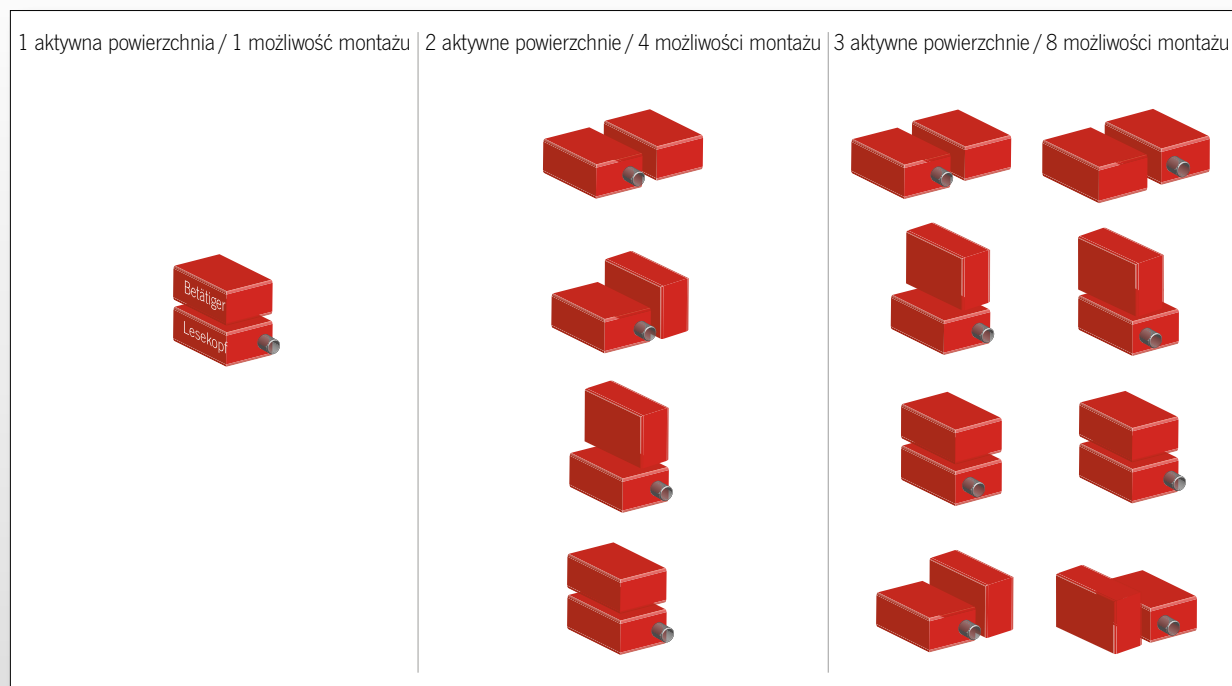 1 aktywna powierzchnia / 1 możliwość montażu
2 aktywne powierzchnie / 4 możliwości montażu
3 aktywne powierzchnie / 8 możliwości montażu
Betätiger
Lesekopf